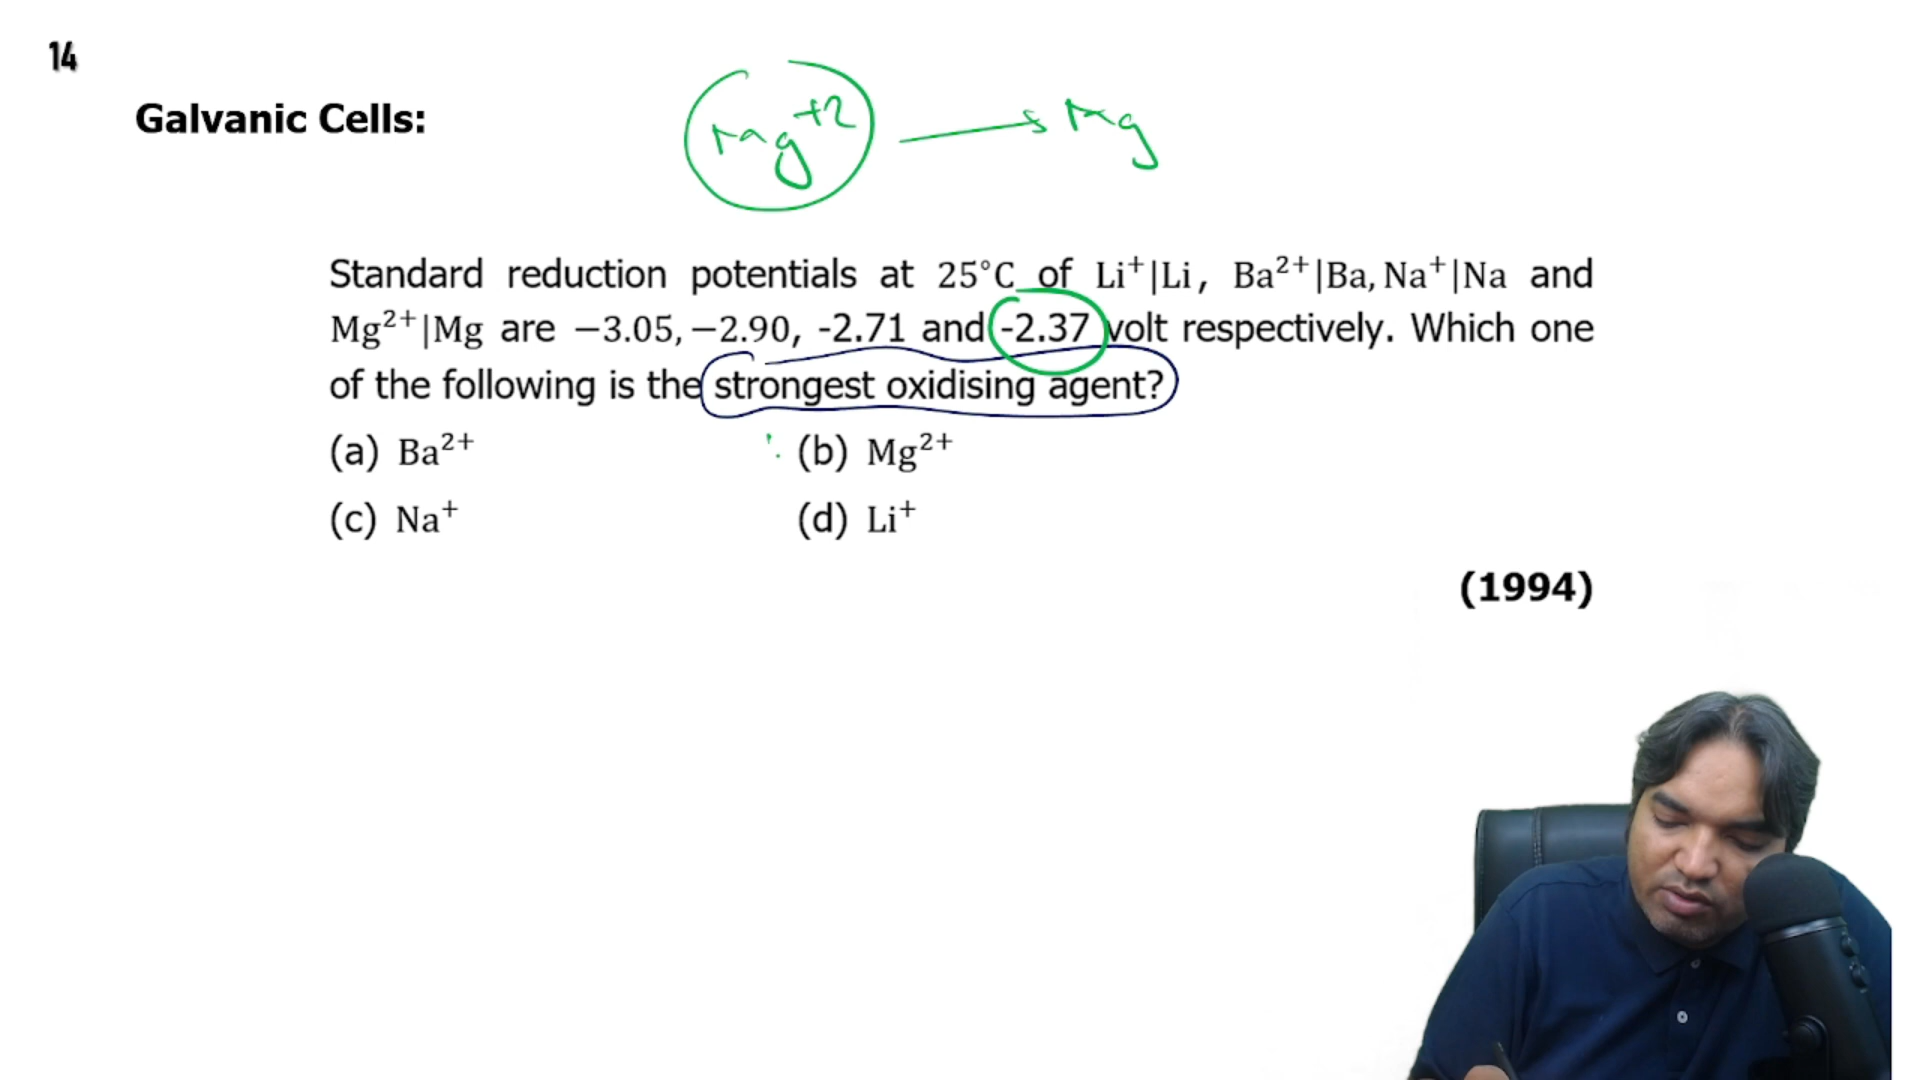 14
Galvanic Cells:
Mg+2 → Mg
Standard reduction potentials at 25°C of Li⁺|Li, Ba²⁺|Ba, Na⁺|Na and
Mg²⁺|Mg are −3.05, −2.90, -2.71 and -2.37 volt respectively. Which one
of the following is the strongest oxidising agent?
(a) Ba²⁺ (b) Mg²⁺
(c) Na⁺ (d) Li⁺
(1994)